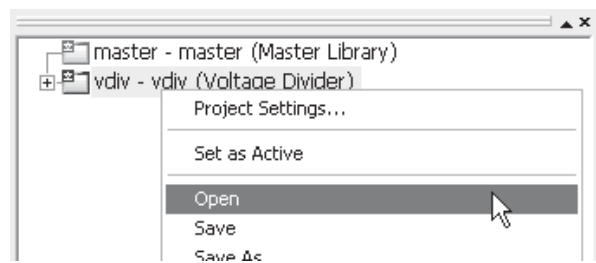 master - master (Master Library)
vdiv - vdiv (Voltage Divider)
Project Settings...
Set as Active
Open
Save
Save As